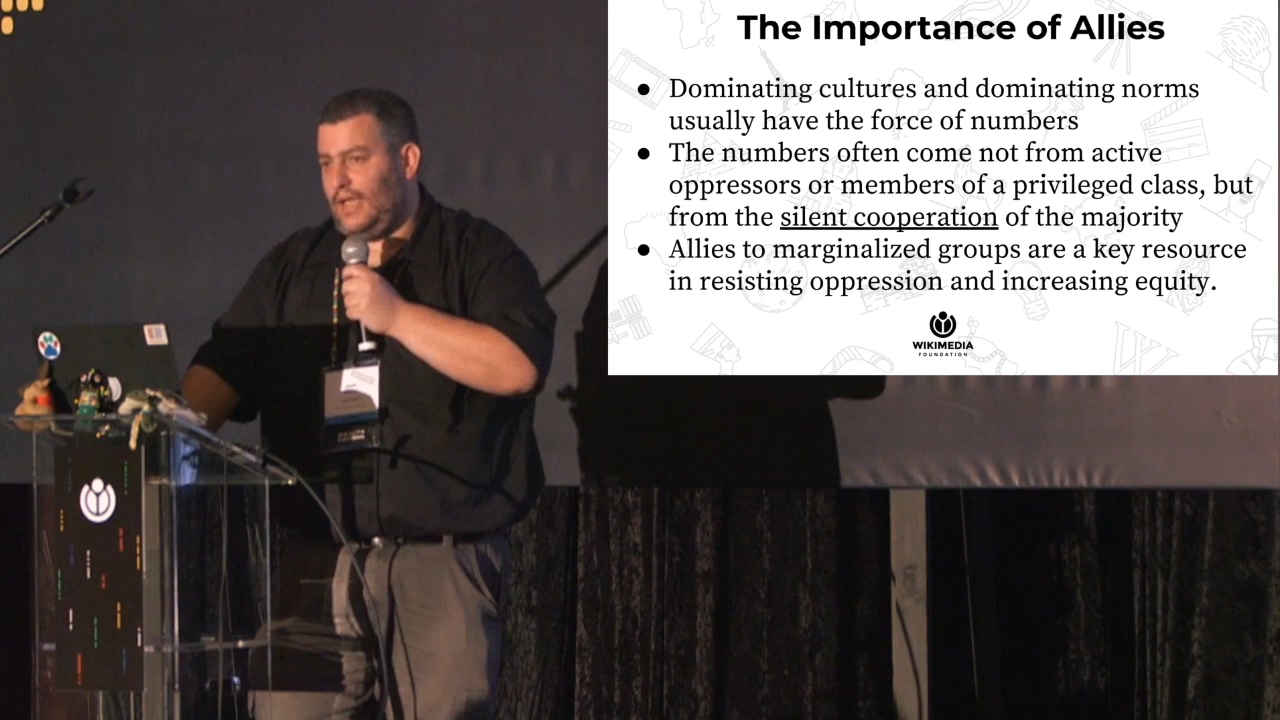 The Importance of Allies
● Dominating cultures and dominating norms
usually have the force of numbers
● The numbers often come not from active
oppressors or members of a privileged class, but
from the silent cooperation of the majority
● Allies to marginalized groups are a key resource
in resisting oppression and increasing equity.
WIKIMEDIA
FOUNDATION